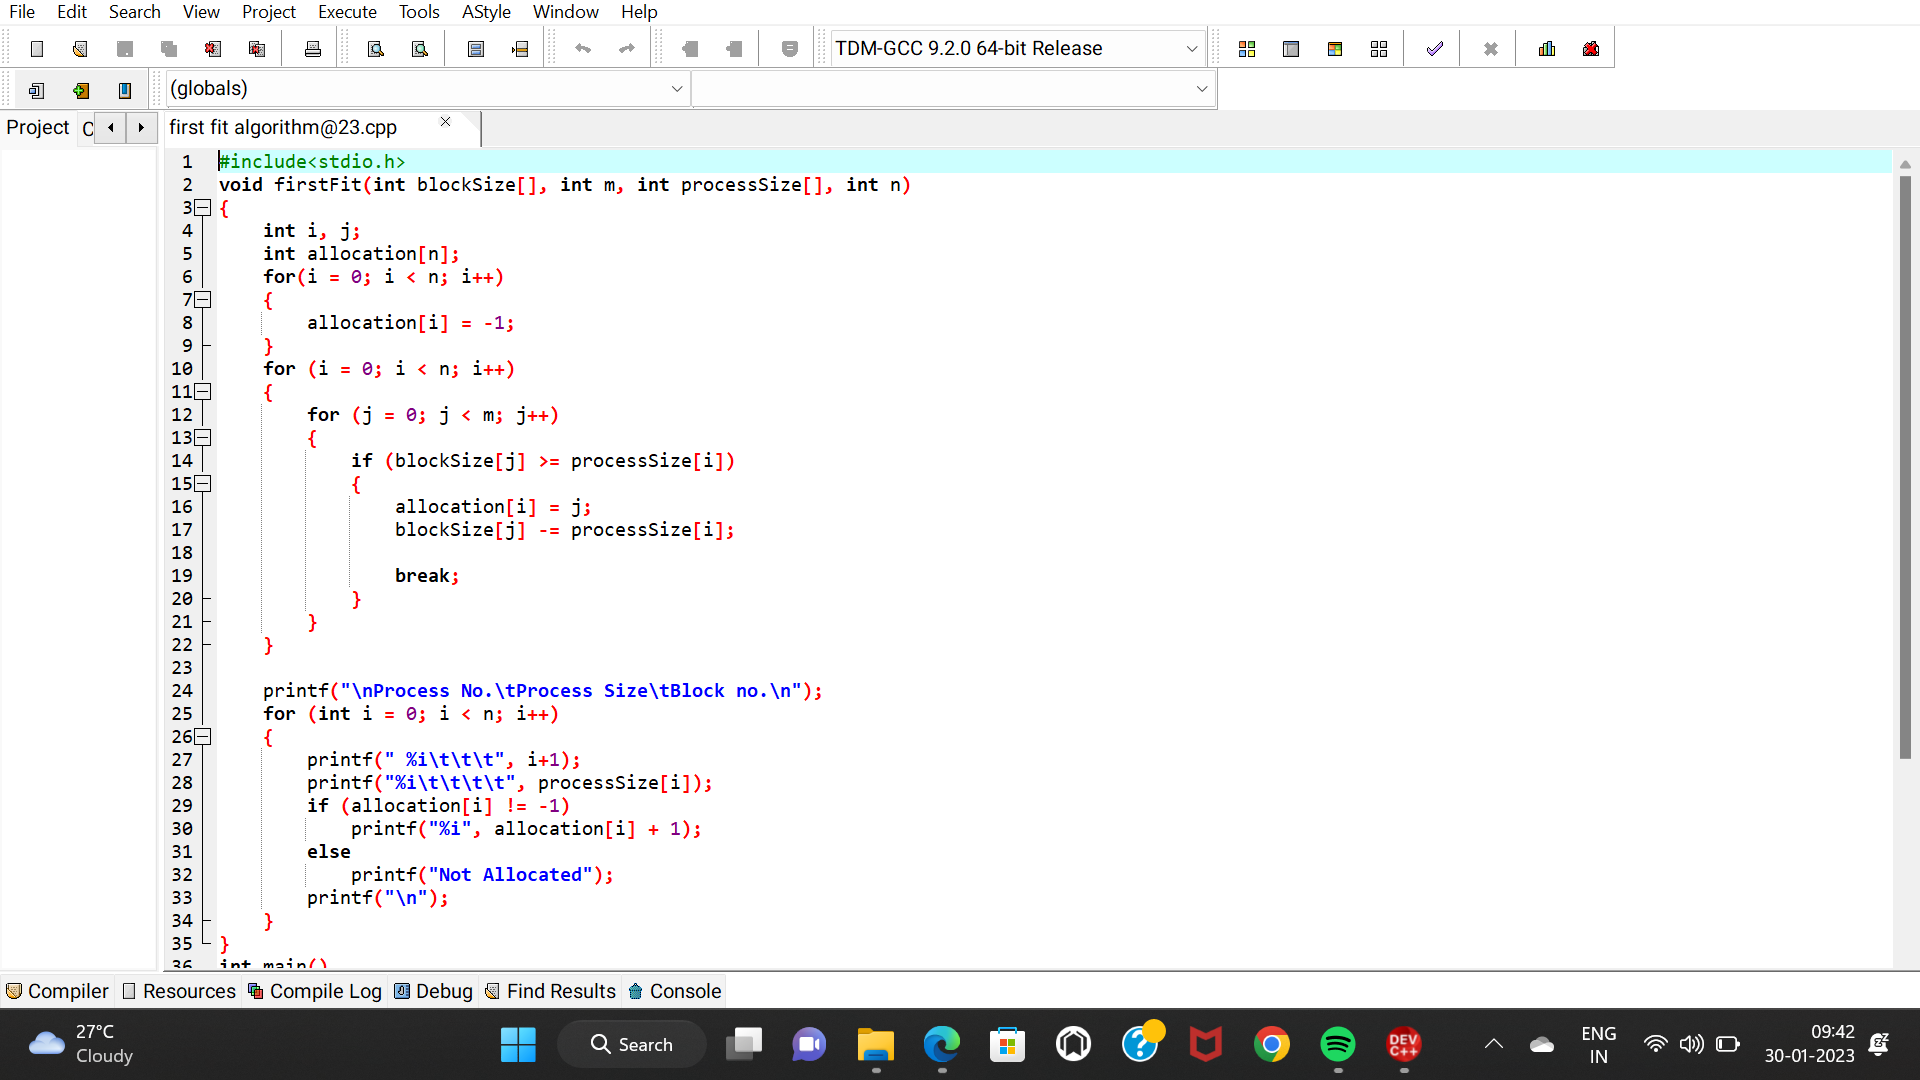 File Edit Search View Project Execute Tools AStyle Window Help
TDM-GCC 9.2.0 64-bit Release
(globals)
Project C first fit algorithm@23.cpp
1 #include<stdio.h>
2 void firstFit(int blockSize[], int m, int processSize[], int n)
3 {
4 int i, j;
5 int allocation[n];
6 for(i = 0; i < n; i++)
7 {
8 allocation[i] = -1;
9 }
10 for (i = 0; i < n; i++)
11 {
12 for (j = 0; j < m; j++)
13 {
14 if (blockSize[j] >= processSize[i])
15 {
16 allocation[i] = j;
17 blockSize[j] -= processSize[i];
18
19 break;
20 }
21 }
22 }
23
24 printf("\nProcess No.\tProcess Size\tBlock no.\n");
25 for (int i = 0; i < n; i++)
26 {
27 printf(" %i\t\t\t", i+1);
28 printf("%i\t\t\t\t", processSize[i]);
29 if (allocation[i] != -1)
30 printf("%i", allocation[i] + 1);
31 else
32 printf("Not Allocated");
33 printf("\n");
34 }
35 }
36 int main()
Compiler Resources Compile Log Debug Find Results Console
27°C
Cloudy
Search
DEV
C++
ENG
IN
09:42
30-01-2023